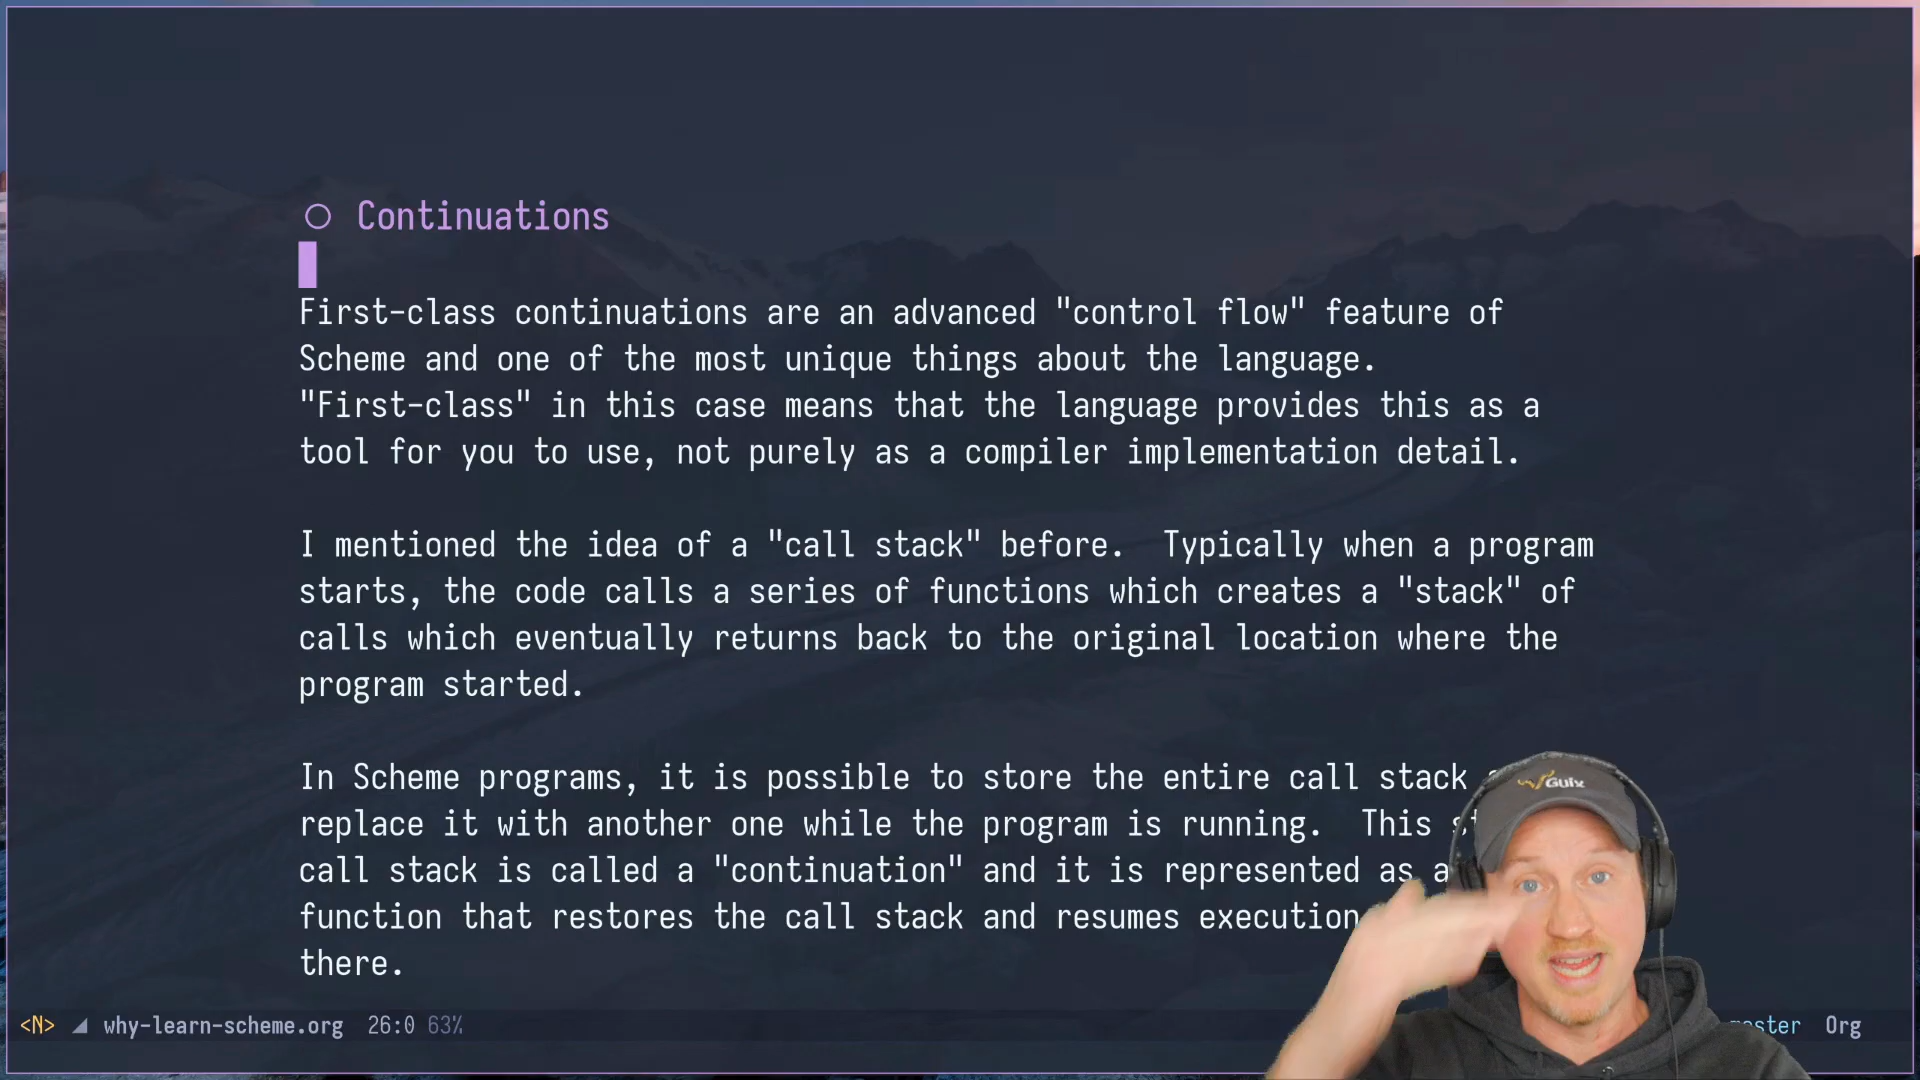 Continuations
First-class continuations are an advanced "control flow" feature of
Scheme and one of the most unique things about the language.
"First-class" in this case means that the language provides this as a
tool for you to use, not purely as a compiler implementation detail.
I mentioned the idea of a "call stack" before.  Typically when a program
starts, the code calls a series of functions which creates a "stack" of
calls which eventually returns back to the original location where the
program started.
In Scheme programs, it is possible to store the entire call stack
replace it with another one while the program is running.  This
call stack is called a "continuation" and it is represented as a
function that restores the call stack and resumes execution
there.
Guix
<N> why-learn-scheme.org 26:0 63% Org